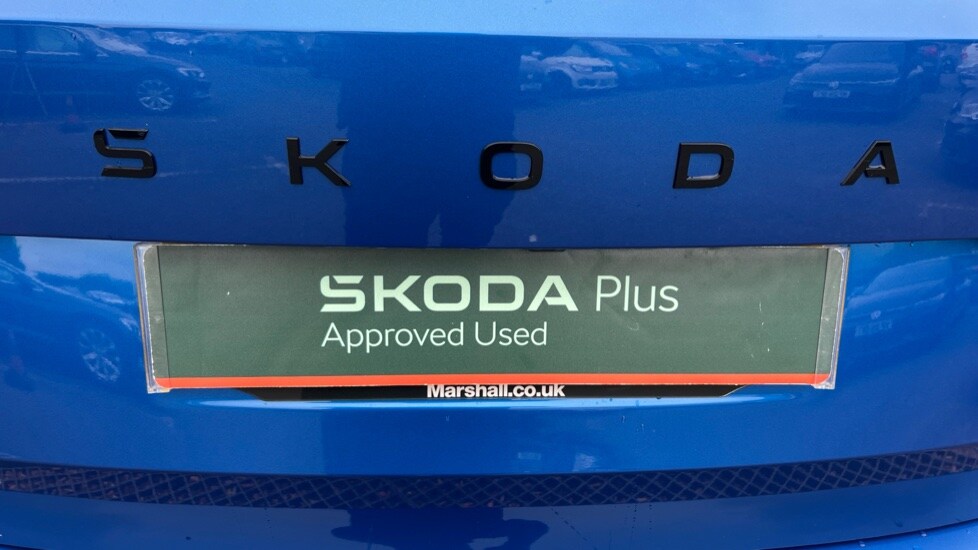 SKODA
SKODA Plus
Approved Used
Marshall.co.uk